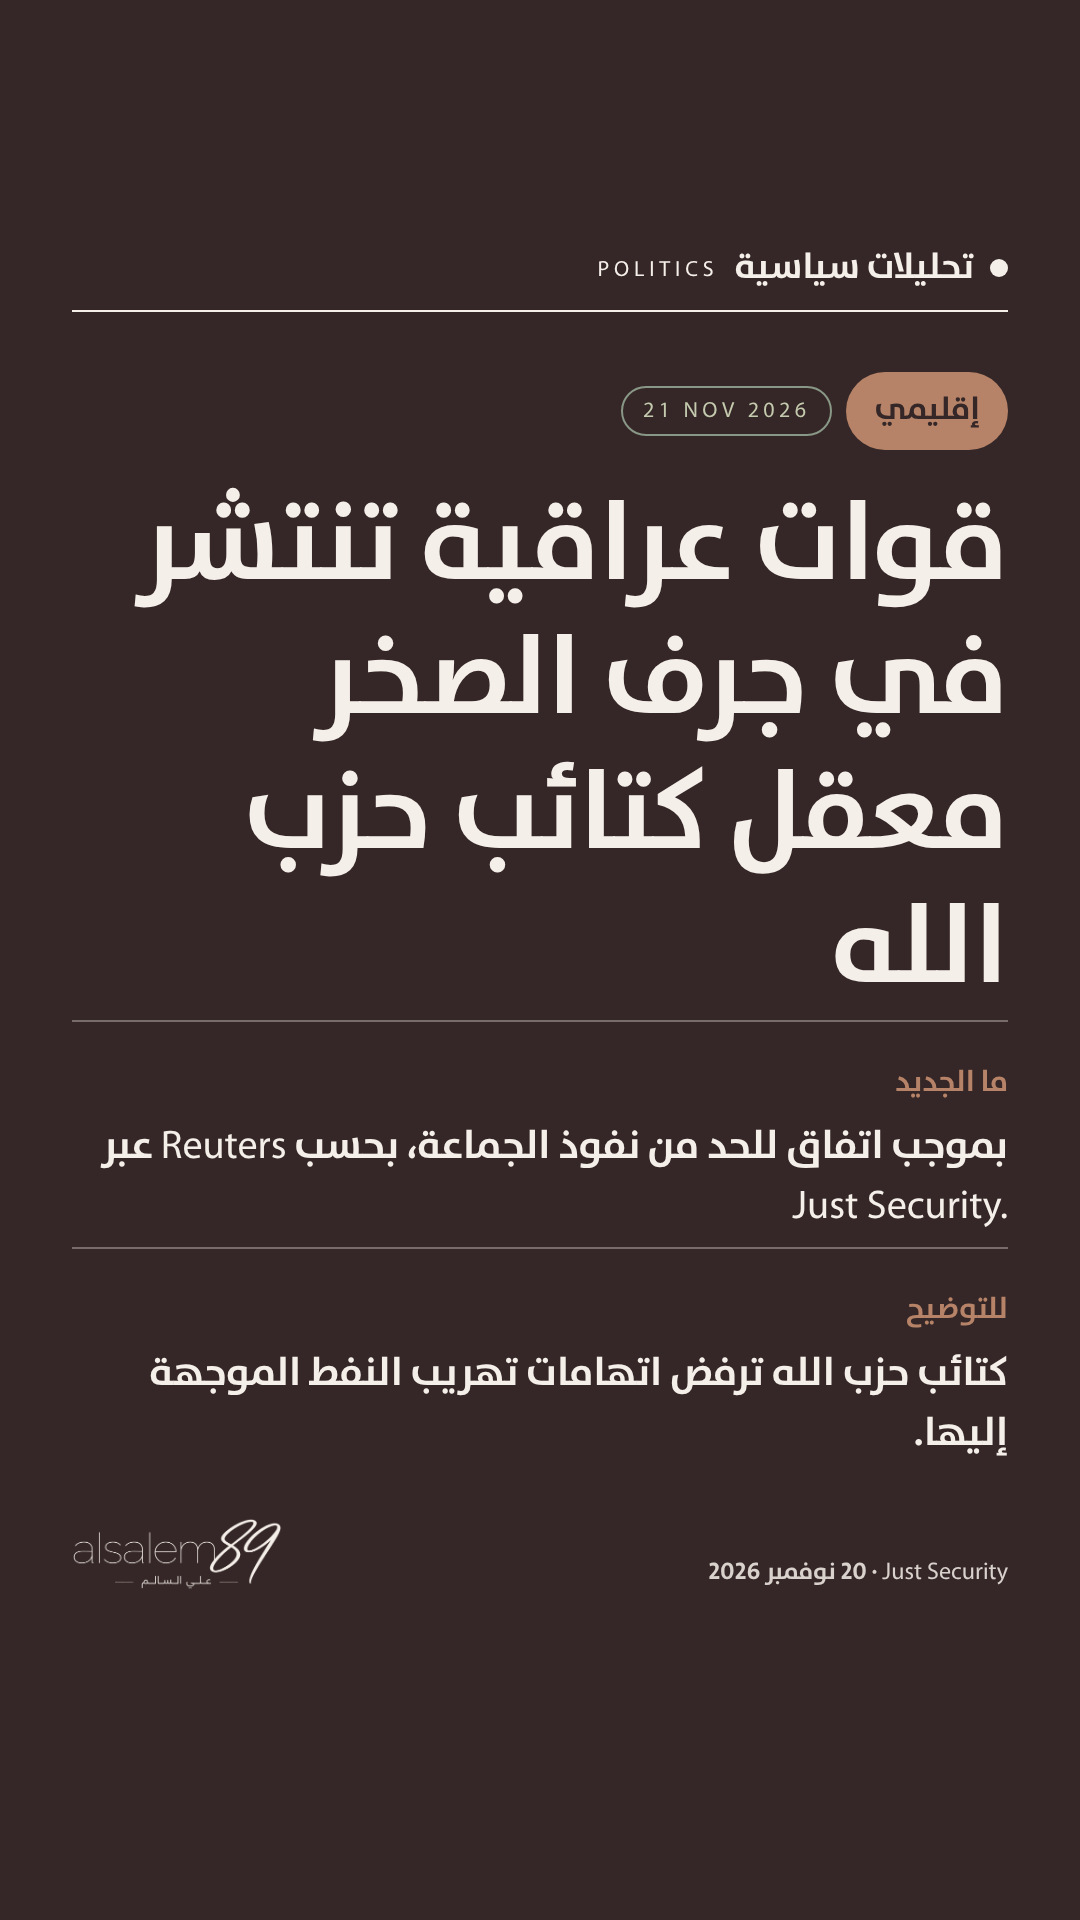 تحليلات سياسية POLITICS
إقليمي 21 NOV 2026
قوات عراقية تنتشر
في جرف الصخر
معقل كتائب حزب
الله
ما الجديد
بموجب اتفاق للحد من نفوذ الجماعة، بحسب Reuters عبر
Just Security.
للتوضيح
كتائب حزب الله ترفض اتهامات تهريب النفط الموجهة
إليها.
Just Security · 20 نوفمبر 2026
alsalem89
علي السالم